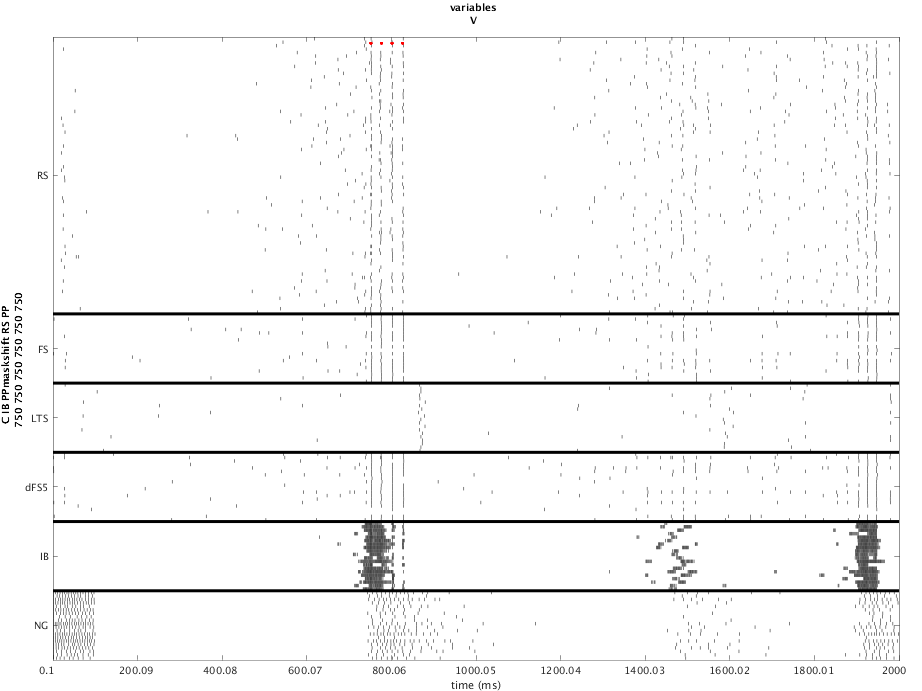 variables
V
C IB PPmaskshift RS PP
750 750 750 750 750 750
RS
FS
LTS
dFS5
IB
NG
0.1 200.09 400.08 600.07 800.06 1000.05 1200.04 1400.03 1600.02 1800.01 2000
time (ms)